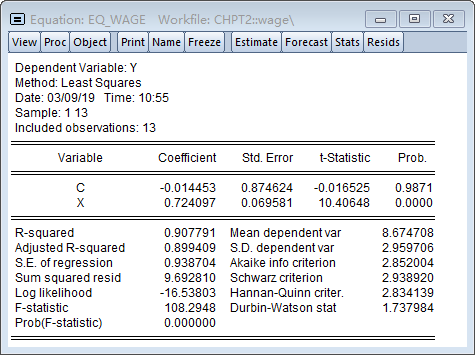 Equation: EQ_WAGE Workfile: CHPT2::wage\
View Proc Object Print Name Freeze Estimate Forecast Stats Resids
Dependent Variable: Y
Method: Least Squares
Date: 03/09/19 Time: 10:55
Sample: 1 13
Included observations: 13
Variable Coefficient Std. Error t-Statistic Prob.
C -0.014453 0.874624 -0.016525 0.9871
X 0.724097 0.069581 10.40648 0.0000
R-squared 0.907791 Mean dependent var 8.674708
Adjusted R-squared 0.899409 S.D. dependent var 2.959706
S.E. of regression 0.938704 Akaike info criterion 2.852004
Sum squared resid 9.692810 Schwarz criterion 2.938920
Log likelihood -16.53803 Hannan-Quinn criter. 2.834139
F-statistic 108.2948 Durbin-Watson stat 1.737984
Prob(F-statistic) 0.000000